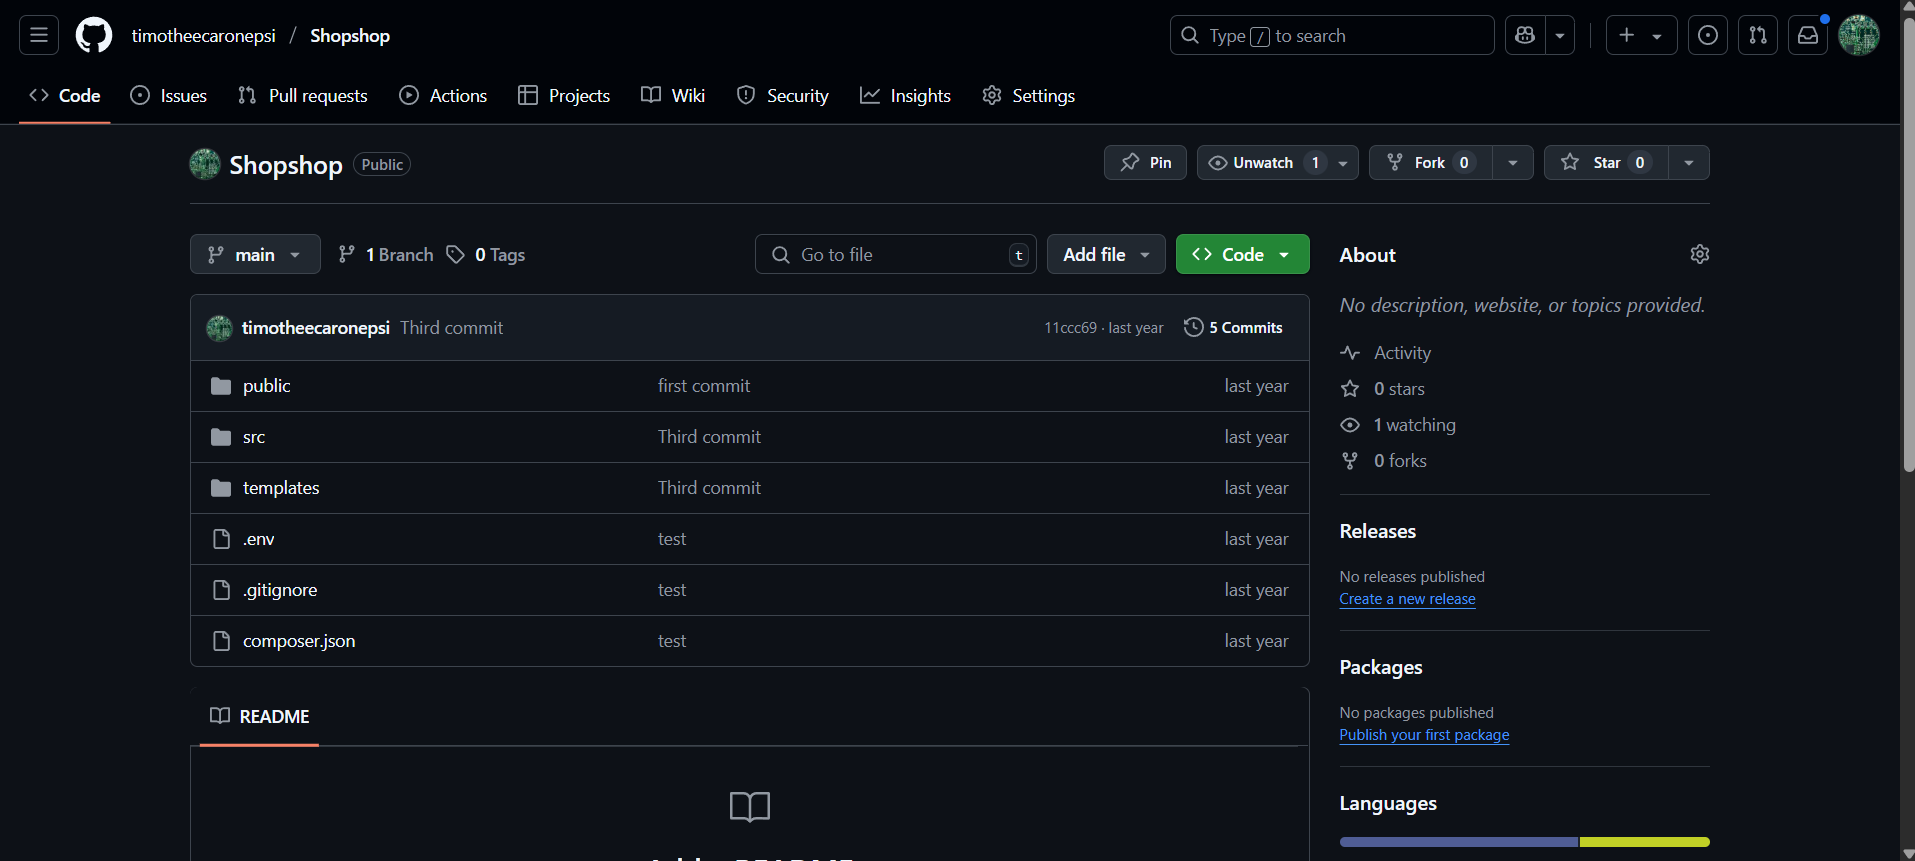 timotheecaronepsi / Shopshop
Type / to search
Code Issues Pull requests Actions Projects Wiki Security Insights Settings
Shopshop Public
Pin Unwatch 1 Fork 0 Star 0
main 1 Branch 0 Tags
Go to file t
Add file Code
timotheecaronepsi Third commit 11ccc69 · last year 5 Commits
public first commit last year
src Third commit last year
templates Third commit last year
.env test last year
.gitignore test last year
composer.json test last year
README
About
No description, website, or topics provided.
Activity
0 stars
1 watching
0 forks
Releases
No releases published
Create a new release
Packages
No packages published
Publish your first package
Languages